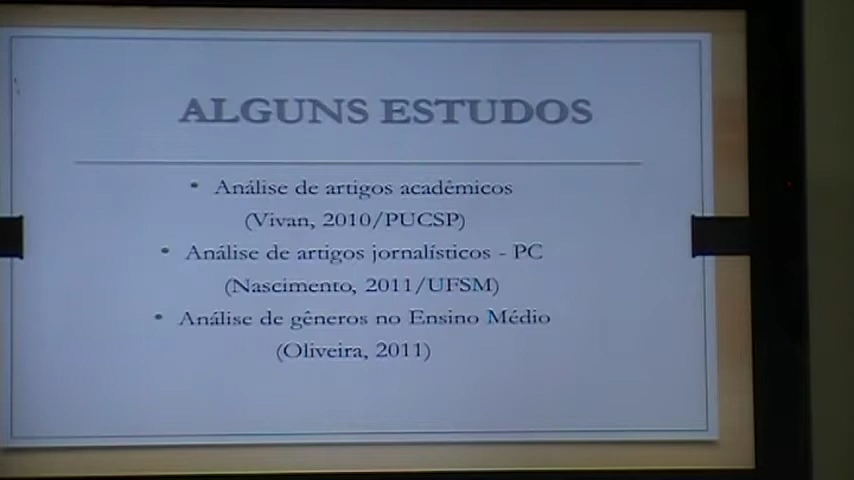 ALGUNS ESTUDOS
• Análise de artigos acadêmicos
(Vivan, 2010/PUCSP)
• Análise de artigos jornalísticos - PC
(Nascimento, 2011/UFSM)
• Análise de gêneros no Ensino Médio
(Oliveira, 2011)